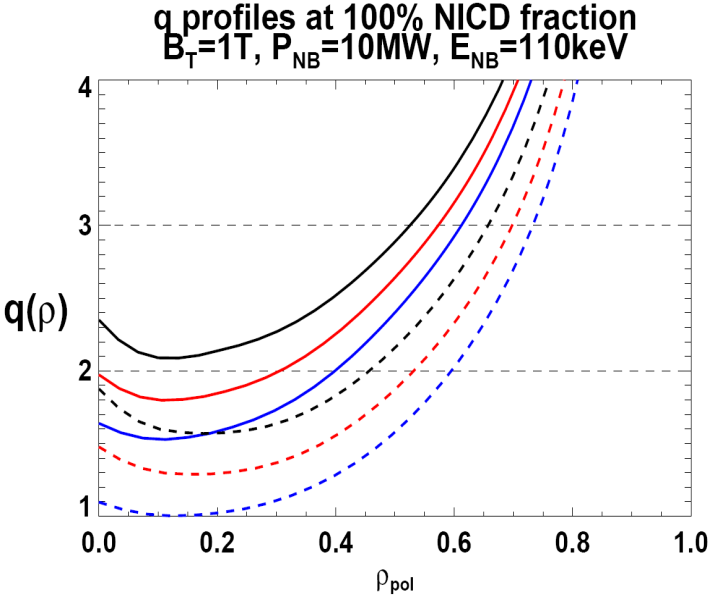 q profiles at 100% NICD fraction
B_T=1T, P_NB=10MW, E_NB=110keV
4
3
q(ρ)
2
1
0.0 0.2 0.4 0.6 0.8 1.0
ρ_pol